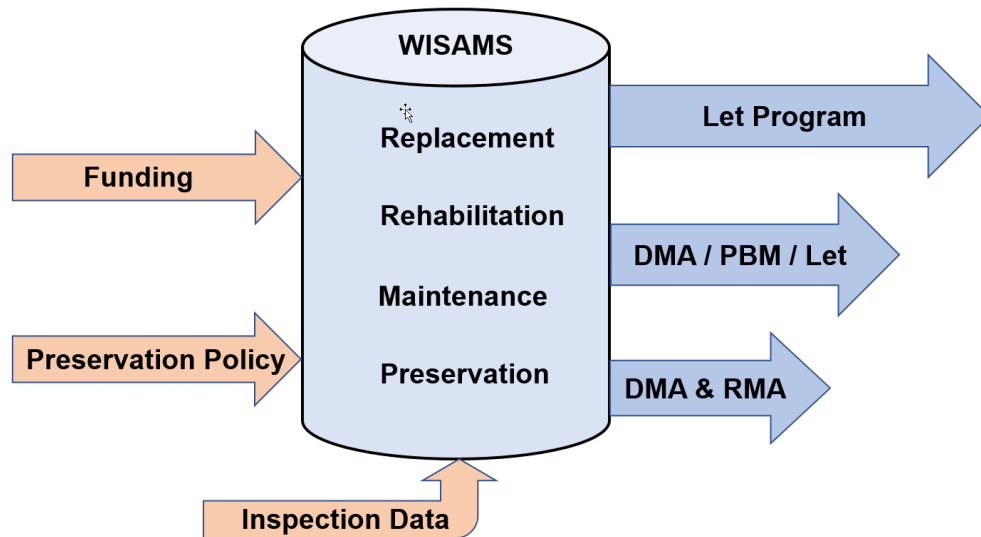 WISAMS
Replacement
Rehabilitation
Maintenance
Preservation
Funding
Preservation Policy
Inspection Data
Let Program
DMA / PBM / Let
DMA & RMA